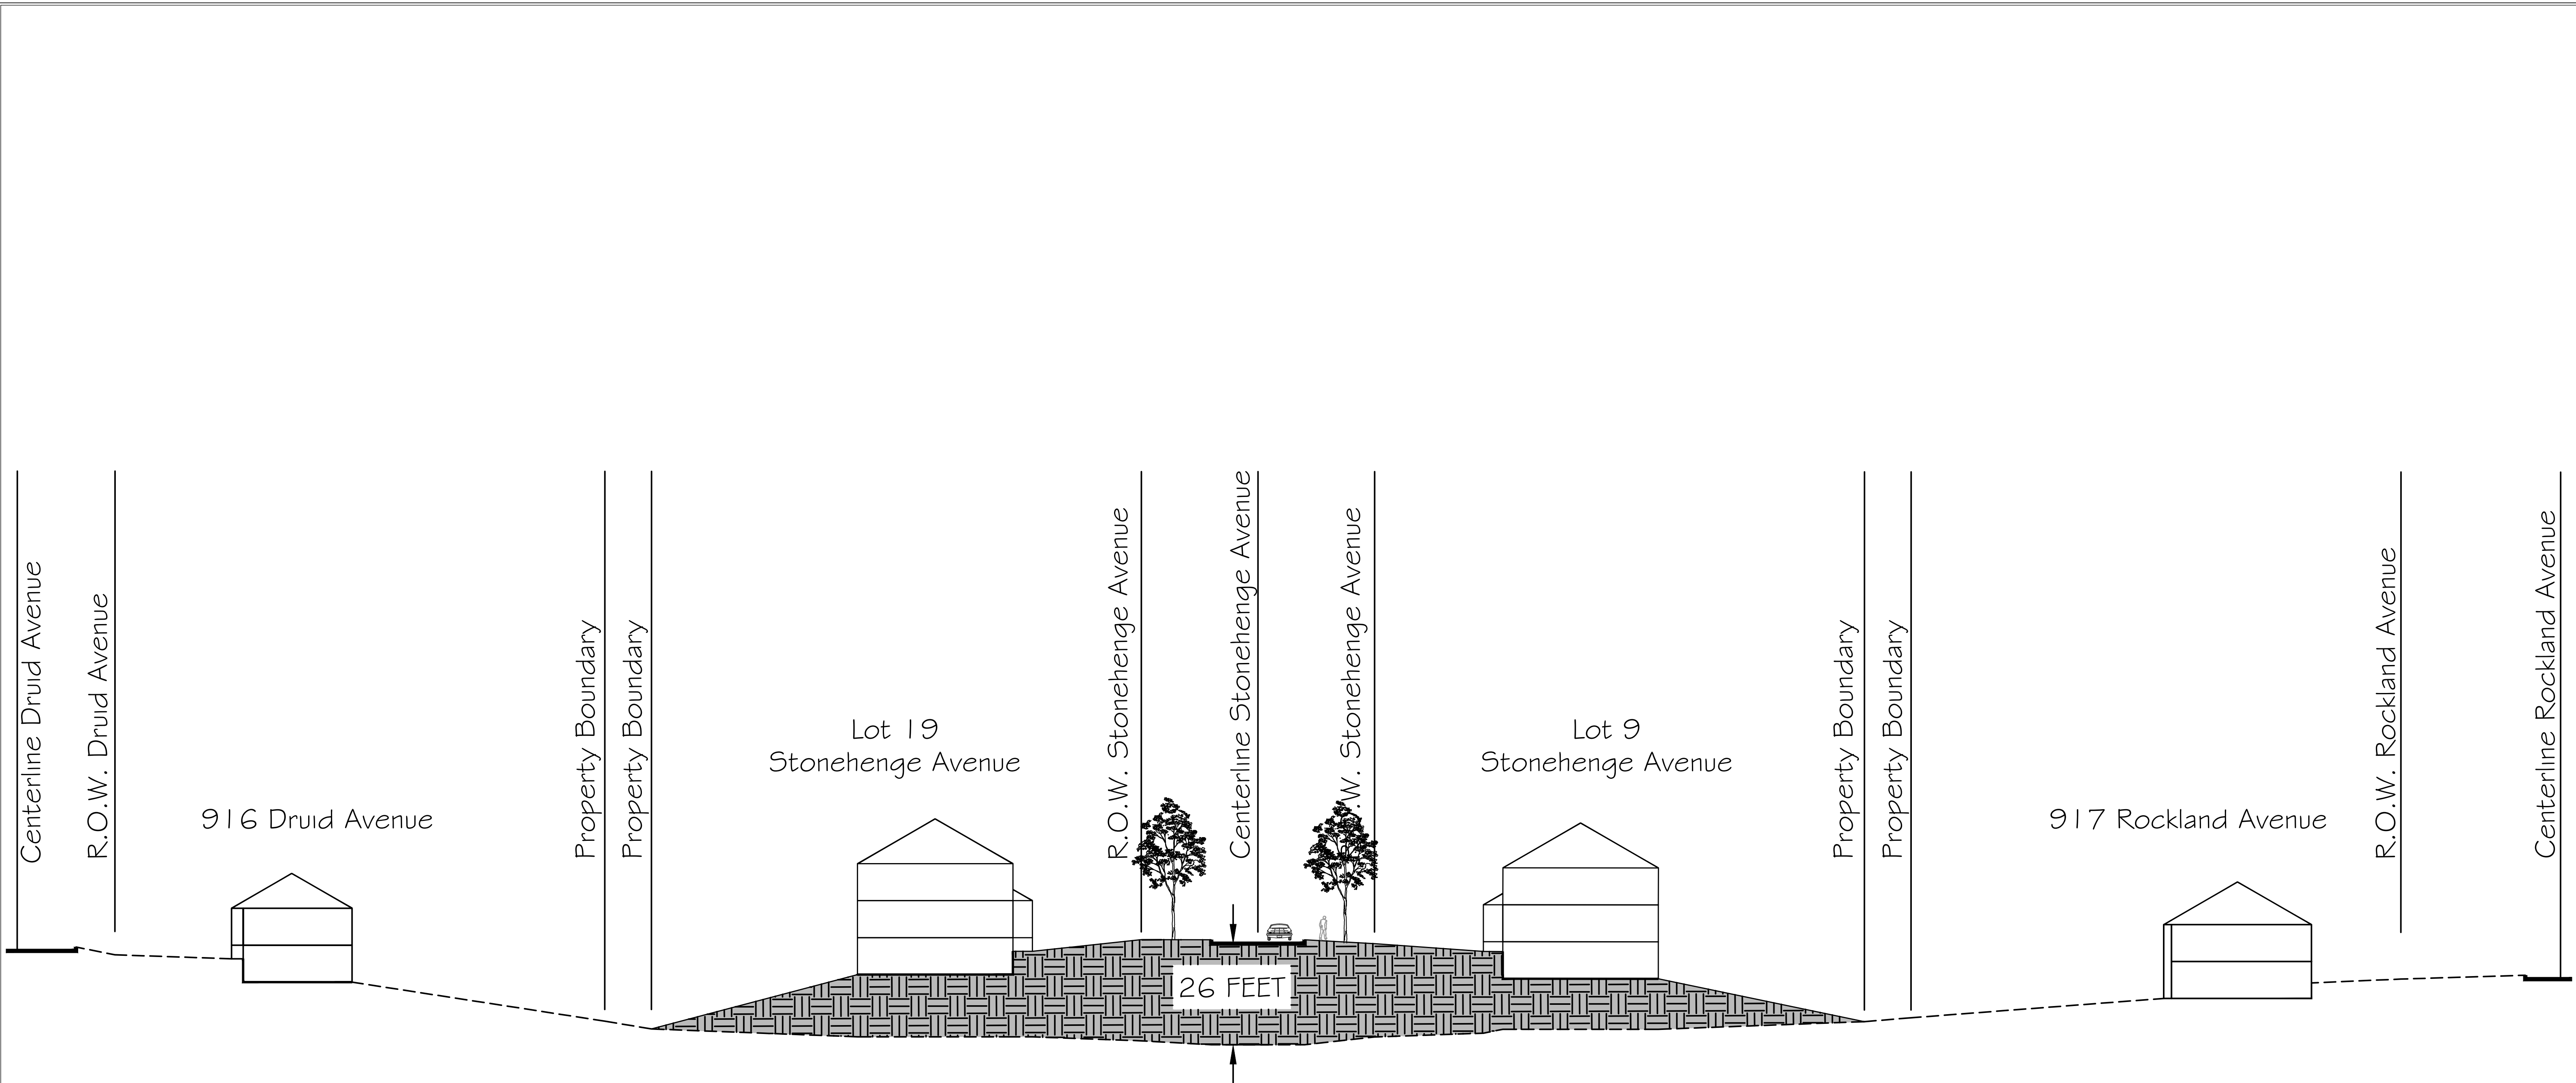 Centerline Druid Avenue
R.O.W. Druid Avenue
916 Druid Avenue
Property Boundary
Property Boundary
Lot 19
Stonehenge Avenue
R.O.W. Stonehenge Avenue
Centerline Stonehenge Avenue
.W. Stonehenge Avenue
26 FEET
Lot 9
Stonehenge Avenue
Property Boundary
Property Boundary
917 Rockland Avenue
R.O.W. Rockland Avenue
Centerline Rockland Avenue